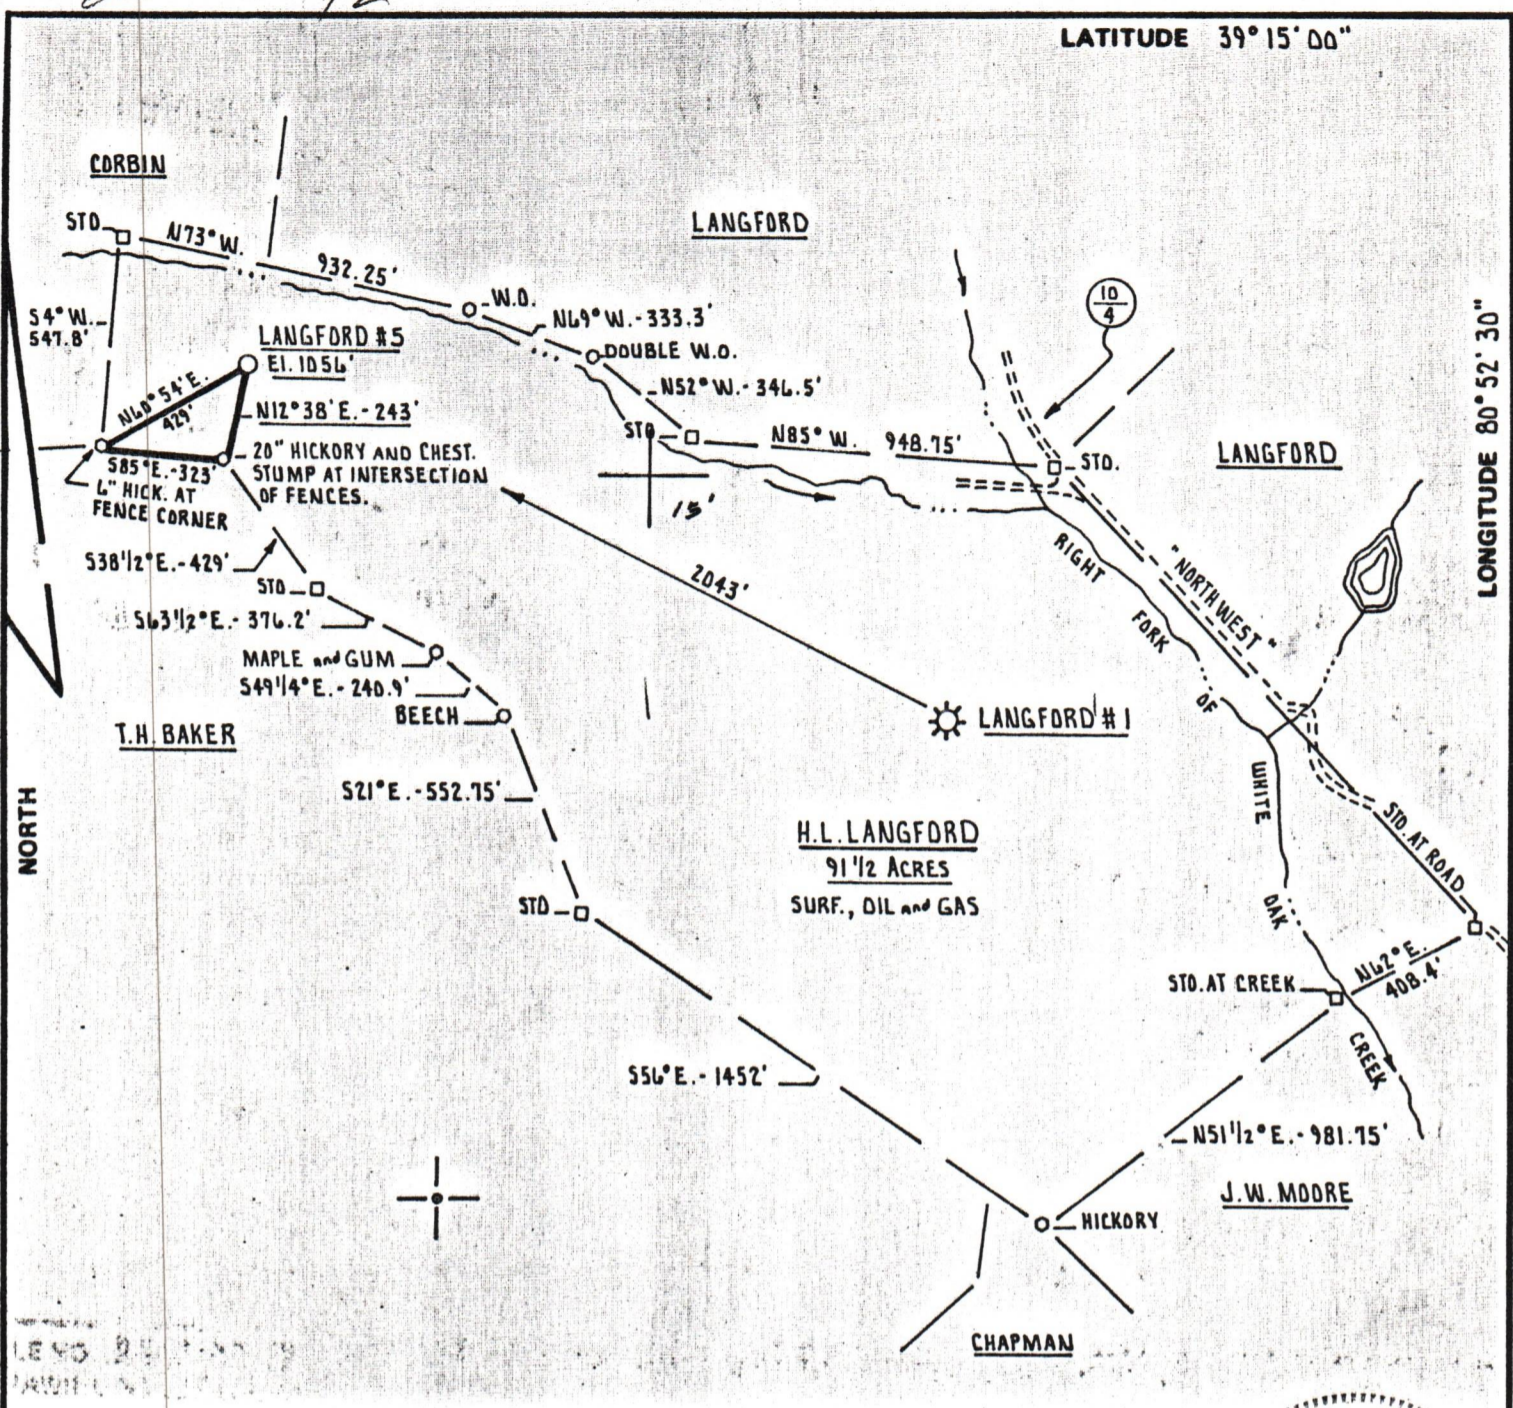 LATITUDE 39° 15' 00"
CORBIN
LANGFORD
STO
N73° W.
932.25'
W.O.
10
4
S4° W.
547.8'
N69° W.-333.3'
LANGFORD #5
El. 1056'
DOUBLE W.O.
N52° W.-346.5'
N60° 54' E.
429'
N12° 38' E.-243'
STO
N85° W. 948.75'
STO.
LANGFORD
LONGITUDE 80° 52' 30"
S85° E.-323'
20" HICKORY AND CHEST.
STUMP AT INTERSECTION
OF FENCES.
6" HICK. AT
FENCE CORNER
15'
S38 1/2° E.-429'
2043'
RIGHT
FORK
OF
WHITE
OAK
CREEK
"NORTH WEST"
STO
S63 1/2° E.-376.2'
MAPLE and GUM
S49 1/4° E.-240.9'
BEECH
T.H. BAKER
LANGFORD #1
S21° E.-552.75'
NORTH
H.L. LANGFORD
91 1/2 ACRES
SURF., OIL and GAS
STO. AT ROAD
STO
N62° E.
408.4'
STO. AT CREEK
S56° E.-1452'
N51 1/2° E.-981.75'
J.W. MOORE
HICKORY
CHAPMAN